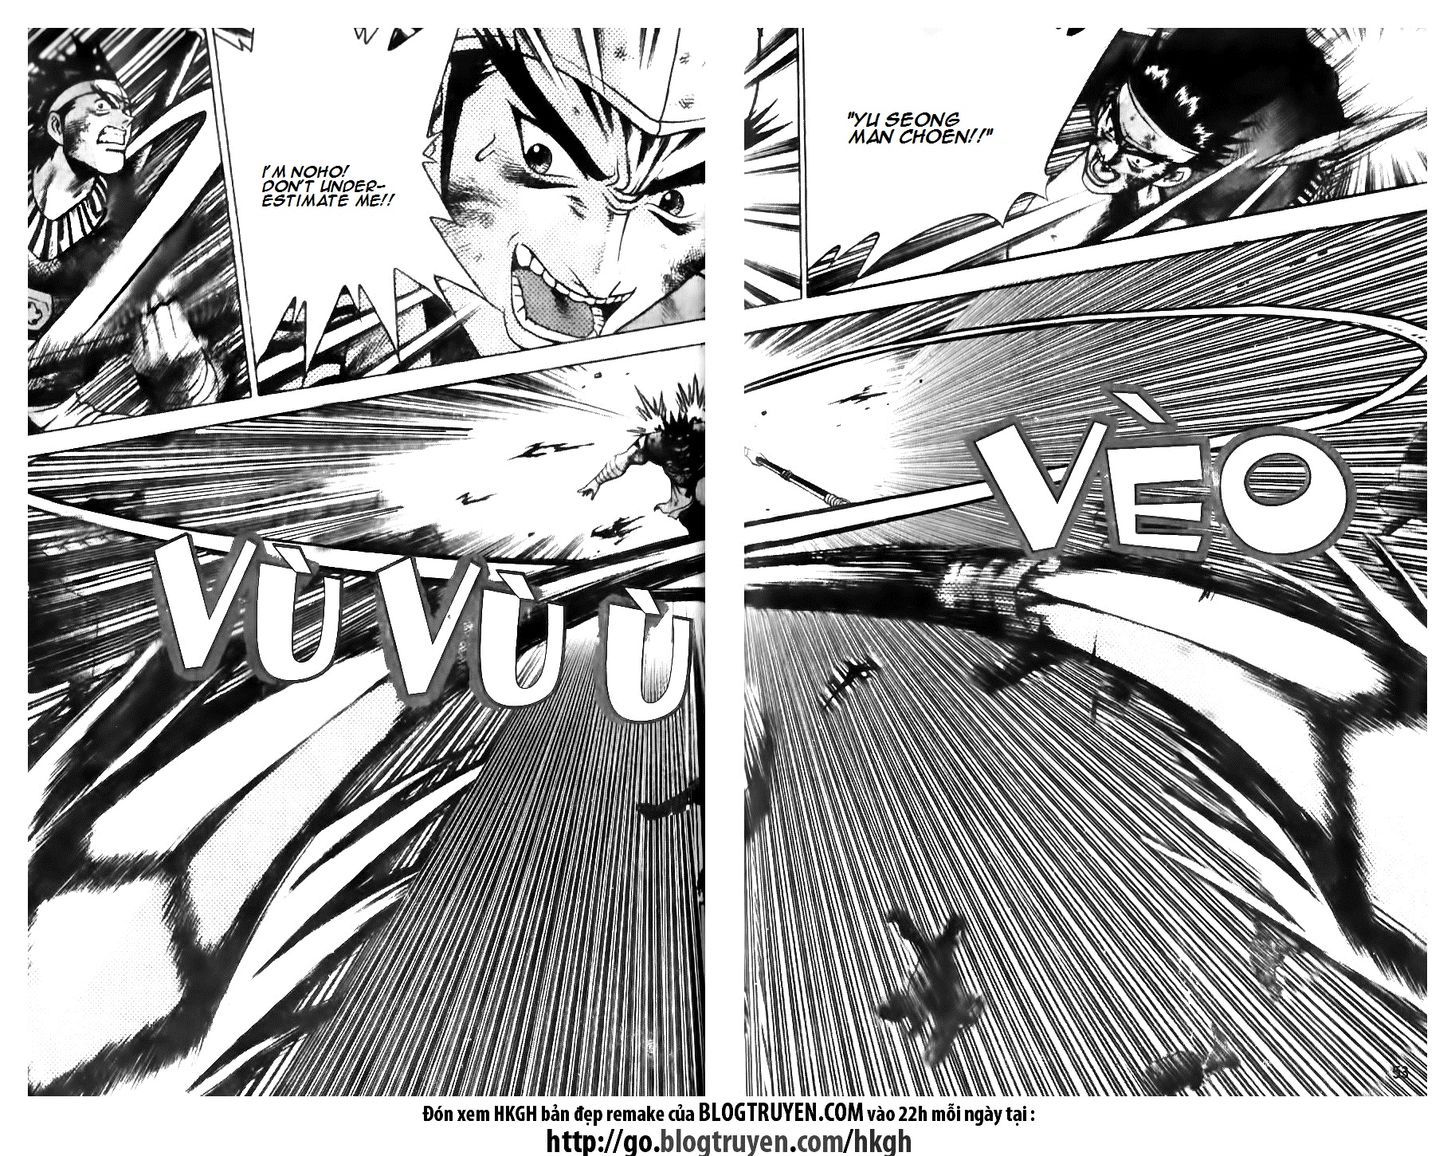 I'M NOHO!
DON'T UNDER-
ESTIMATE ME!!
"YU SEONG
MAN CHOEN!!"
VÈO
VÙ VÙ Ù
53
Đón xem HKGH bản đẹp remake của BLOGTRUYEN.COM vào 22h mỗi ngày tại :
http://go.blogtruyen.com/hkgh